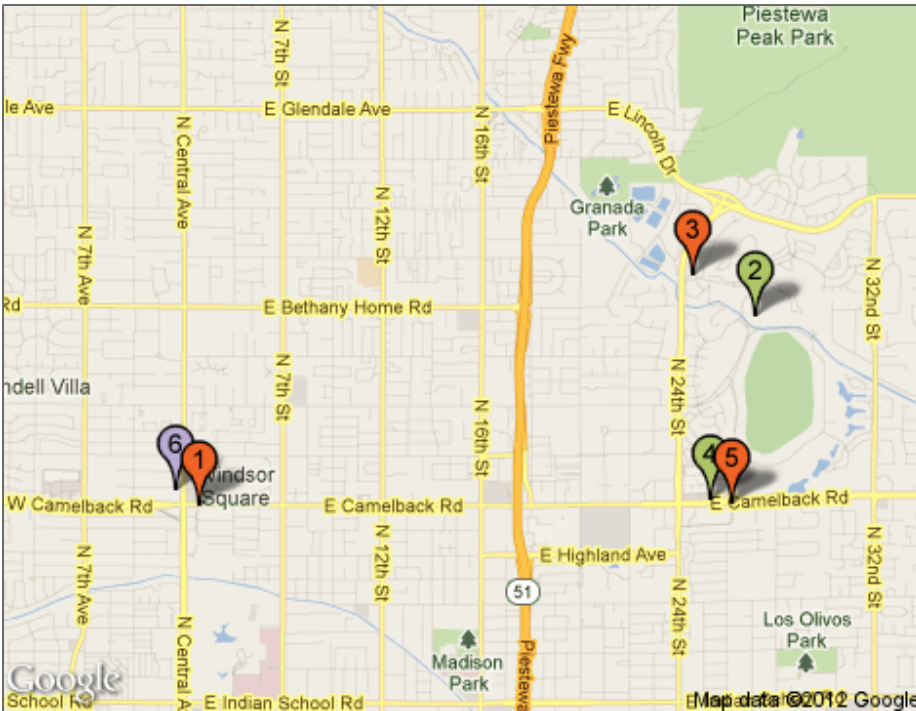 Piestewa
Peak Park
N 7th St
Piestewa Fwy
le Ave
E Glendale Ave
E Lincoln Dr
N Central Ave
N 16th St
N 12th St
Granada
Park
3
2
N 7th Ave
N 32nd St
Rd
E Bethany Home Rd
N 7th St
N 24th St
ndell Villa
N 16th St
6
1
indsor
Square
4
5
W Camelback Rd
E Camelback Rd
E Camelback Rd
N 7th Ave
N 12th St
E Highland Ave
N 24th St
N 32nd St
51
N Central A
Los Olivos
Park
Madison
Park
Piestewa
Google
School Rd
E Indian School Rd
Map data ©2012 Google